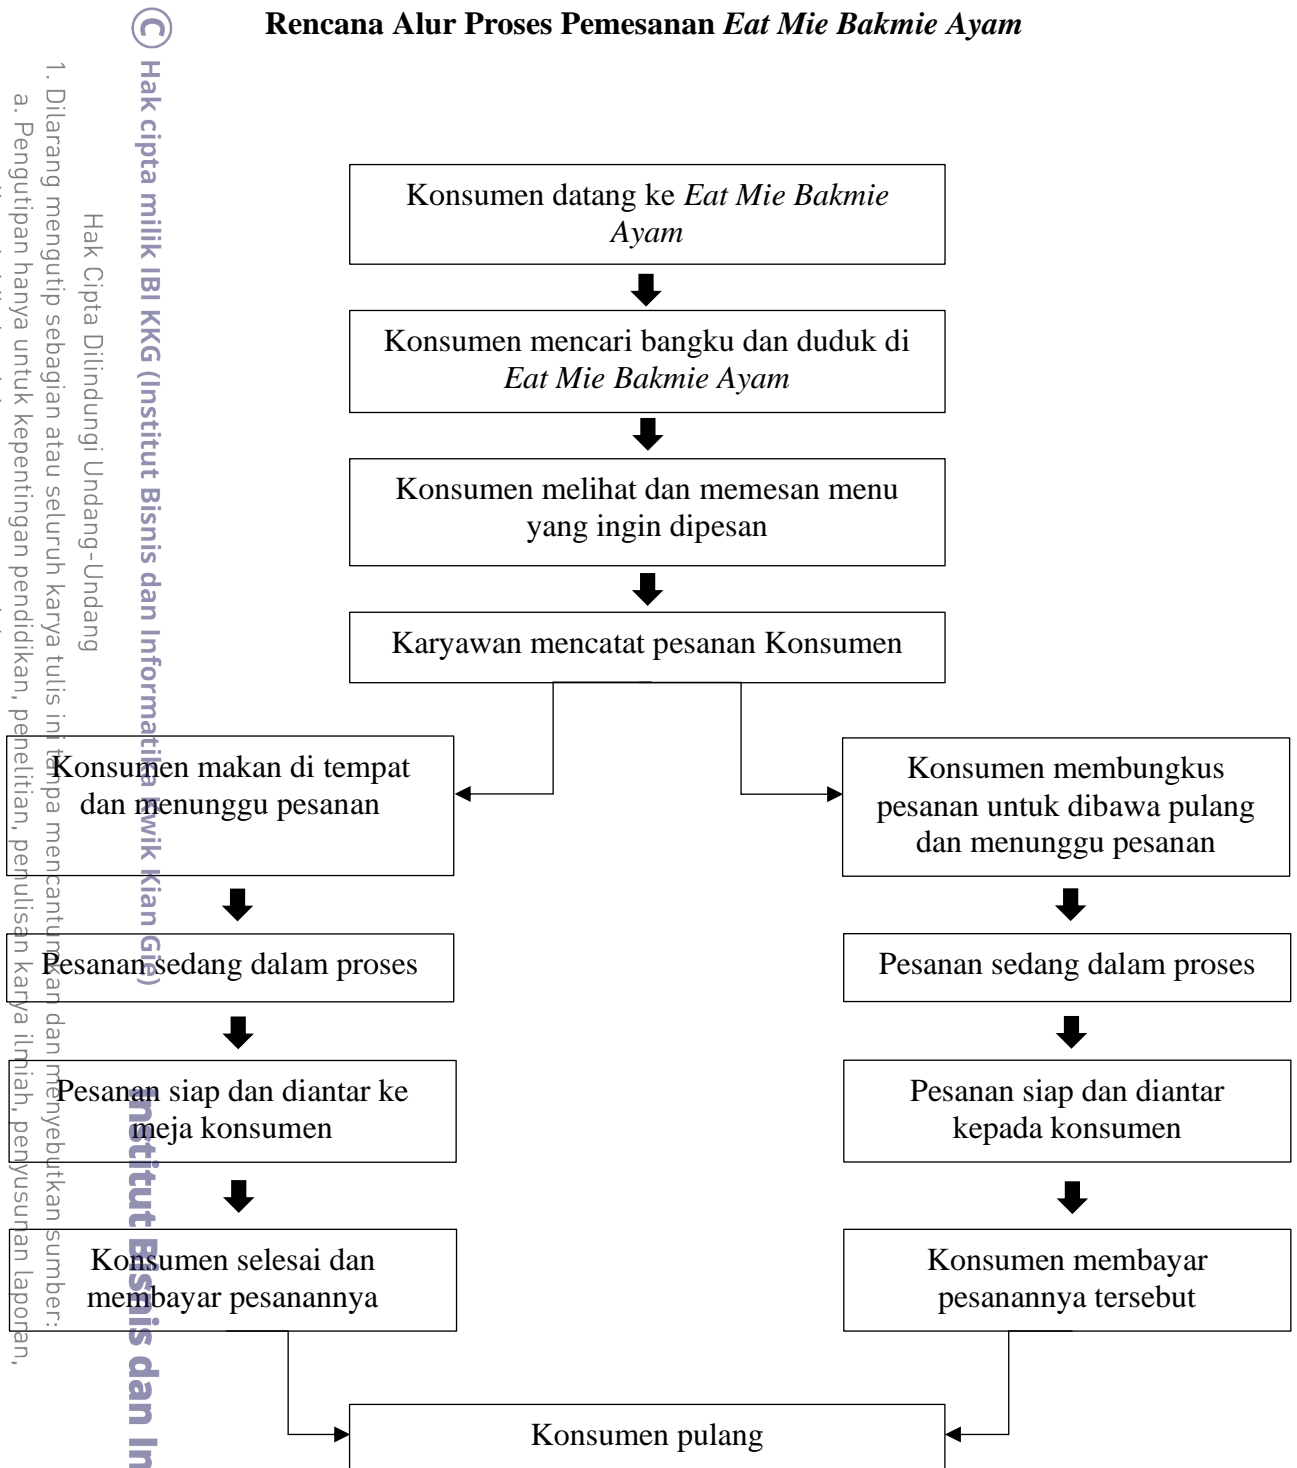 Rencana Alur Proses Pemesanan Eat Mie Bakmie Ayam
Konsumen datang ke Eat Mie Bakmie
Ayam
Konsumen mencari bangku dan duduk di
Eat Mie Bakmie Ayam
Konsumen melihat dan memesan menu
yang ingin dipesan
Karyawan mencatat pesanan Konsumen
Konsumen makan di tempat
dan menunggu pesanan
Pesanan sedang dalam proses
Pesanan siap dan diantar ke
meja konsumen
Konsumen selesai dan
membayar pesanannya
Konsumen membungkus
pesanan untuk dibawa pulang
dan menunggu pesanan
Pesanan sedang dalam proses
Pesanan siap dan diantar
kepada konsumen
Konsumen membayar
pesanannya tersebut
Konsumen pulang
© Hak cipta milik IBI KKG (Institut Bisnis dan Informatika Kwik Kian Gie)
Institut Bisnis dan In
Hak Cipta Dilindungi Undang-Undang
1. Dilarang mengutip sebagian atau seluruh karya tulis ini tanpa mencantumkan dan menyebutkan sumber:
a. Pengutipan hanya untuk kepentingan pendidikan, penelitian, penulisan karya ilmiah, penyusunan laporan,